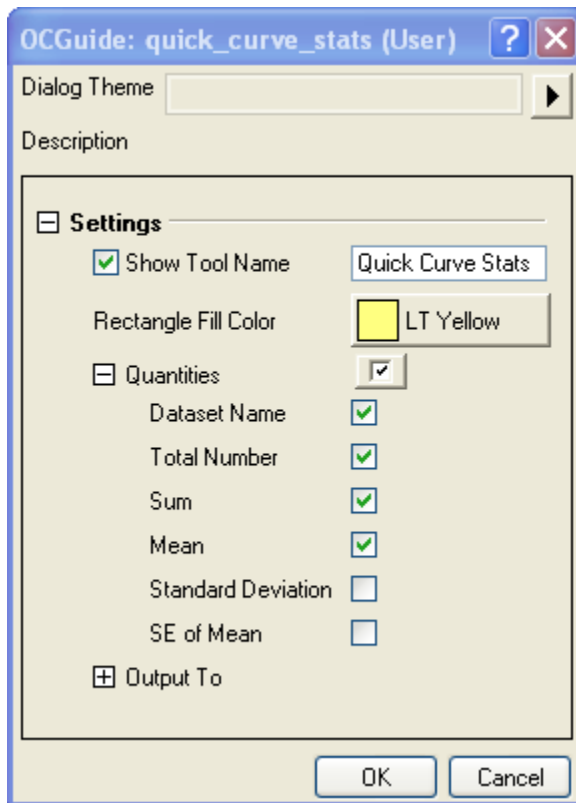 OCGuide: quick_curve_stats (User)
Dialog Theme
Description
Settings
Show Tool Name Quick Curve Stats
Rectangle Fill Color LT Yellow
Quantities
Dataset Name
Total Number
Sum
Mean
Standard Deviation
SE of Mean
Output To
OK Cancel